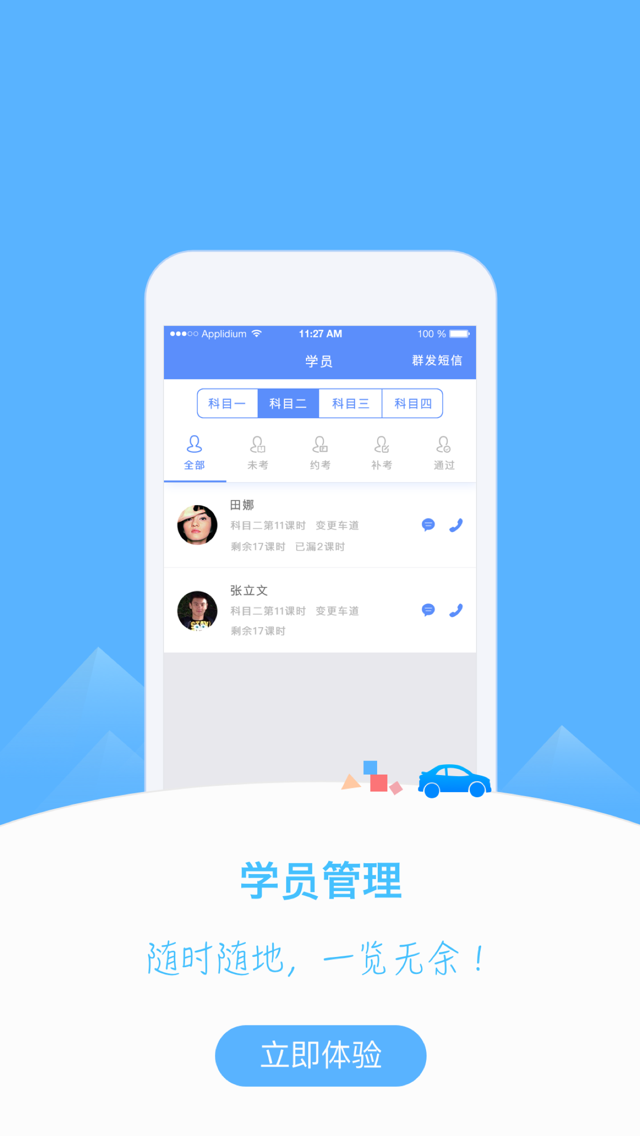 Applidium 11:27 AM 100 %
学员 群发短信
科目一 科目二 科目三 科目四
全部 未考 约考 补考 通过
田娜
科目二第11课时 变更车道
剩余17课时 已漏2课时
张立文
科目二第11课时 变更车道
剩余17课时
学员管理
随时随地，一览无余！
立即体验